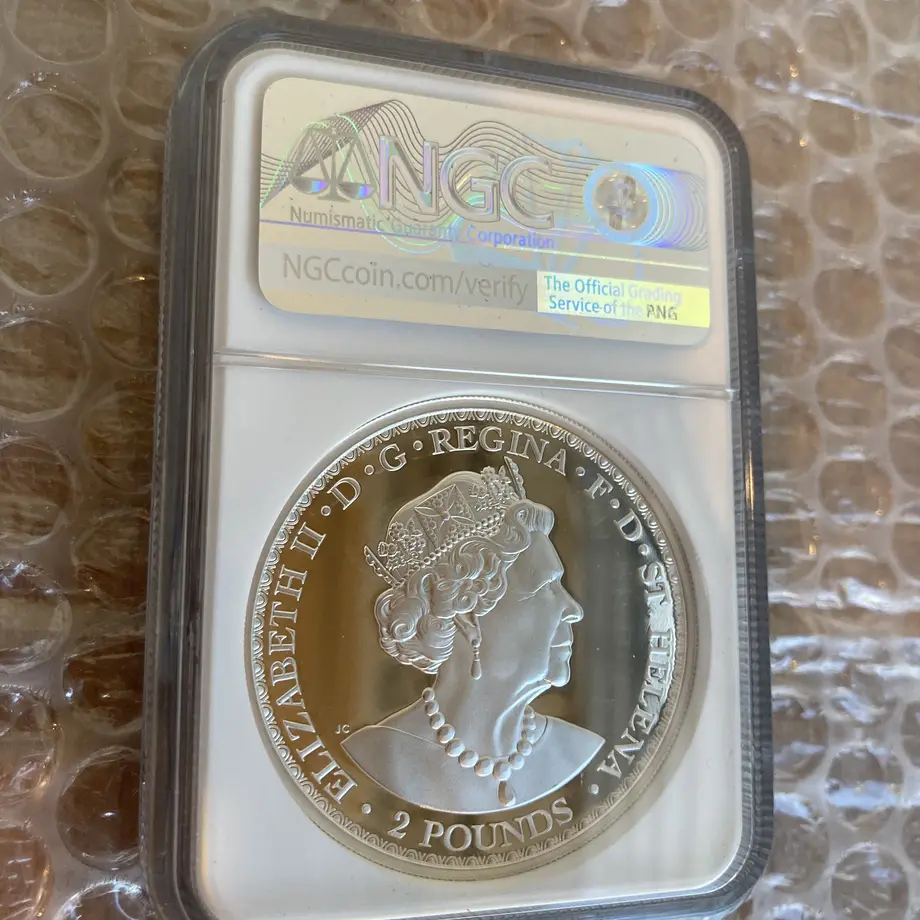 NGC
Numismatic Guaranty Corporation
NGCcoin.com/verify
The Official Grading
Service of the PNG
ELIZABETH II · D · G · REGINA · F · D · ST HELENA ·
JC
2 POUNDS ·